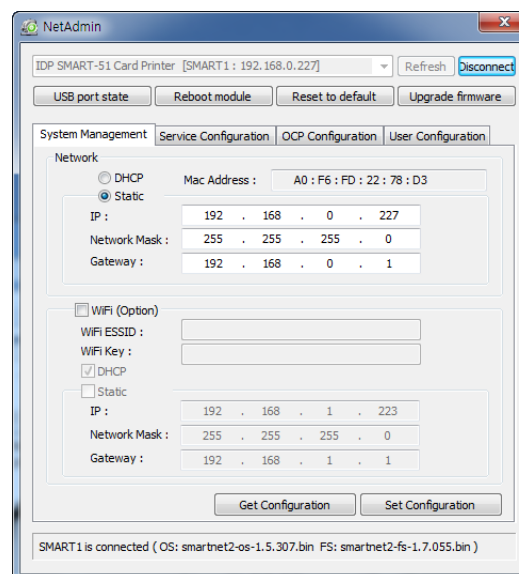 NetAdmin
IDP SMART-51 Card Printer [SMART1 : 192.168.0.227] Refresh Disconnect
USB port state Reboot module Reset to default Upgrade firmware
System Management Service Configuration OCP Configuration User Configuration
Network
DHCP Mac Address : A0 : F6 : FD : 22 : 78 : D3
Static
IP : 192 . 168 . 0 . 227
Network Mask : 255 . 255 . 255 . 0
Gateway : 192 . 168 . 0 . 1
WiFi (Option)
WiFi ESSID :
WiFi Key :
DHCP
Static
IP : 192 . 168 . 1 . 223
Network Mask : 255 . 255 . 255 . 0
Gateway : 192 . 168 . 1 . 1
Get Configuration Set Configuration
SMART1 is connected ( OS: smartnet2-os-1.5.307.bin FS: smartnet2-fs-1.7.055.bin )